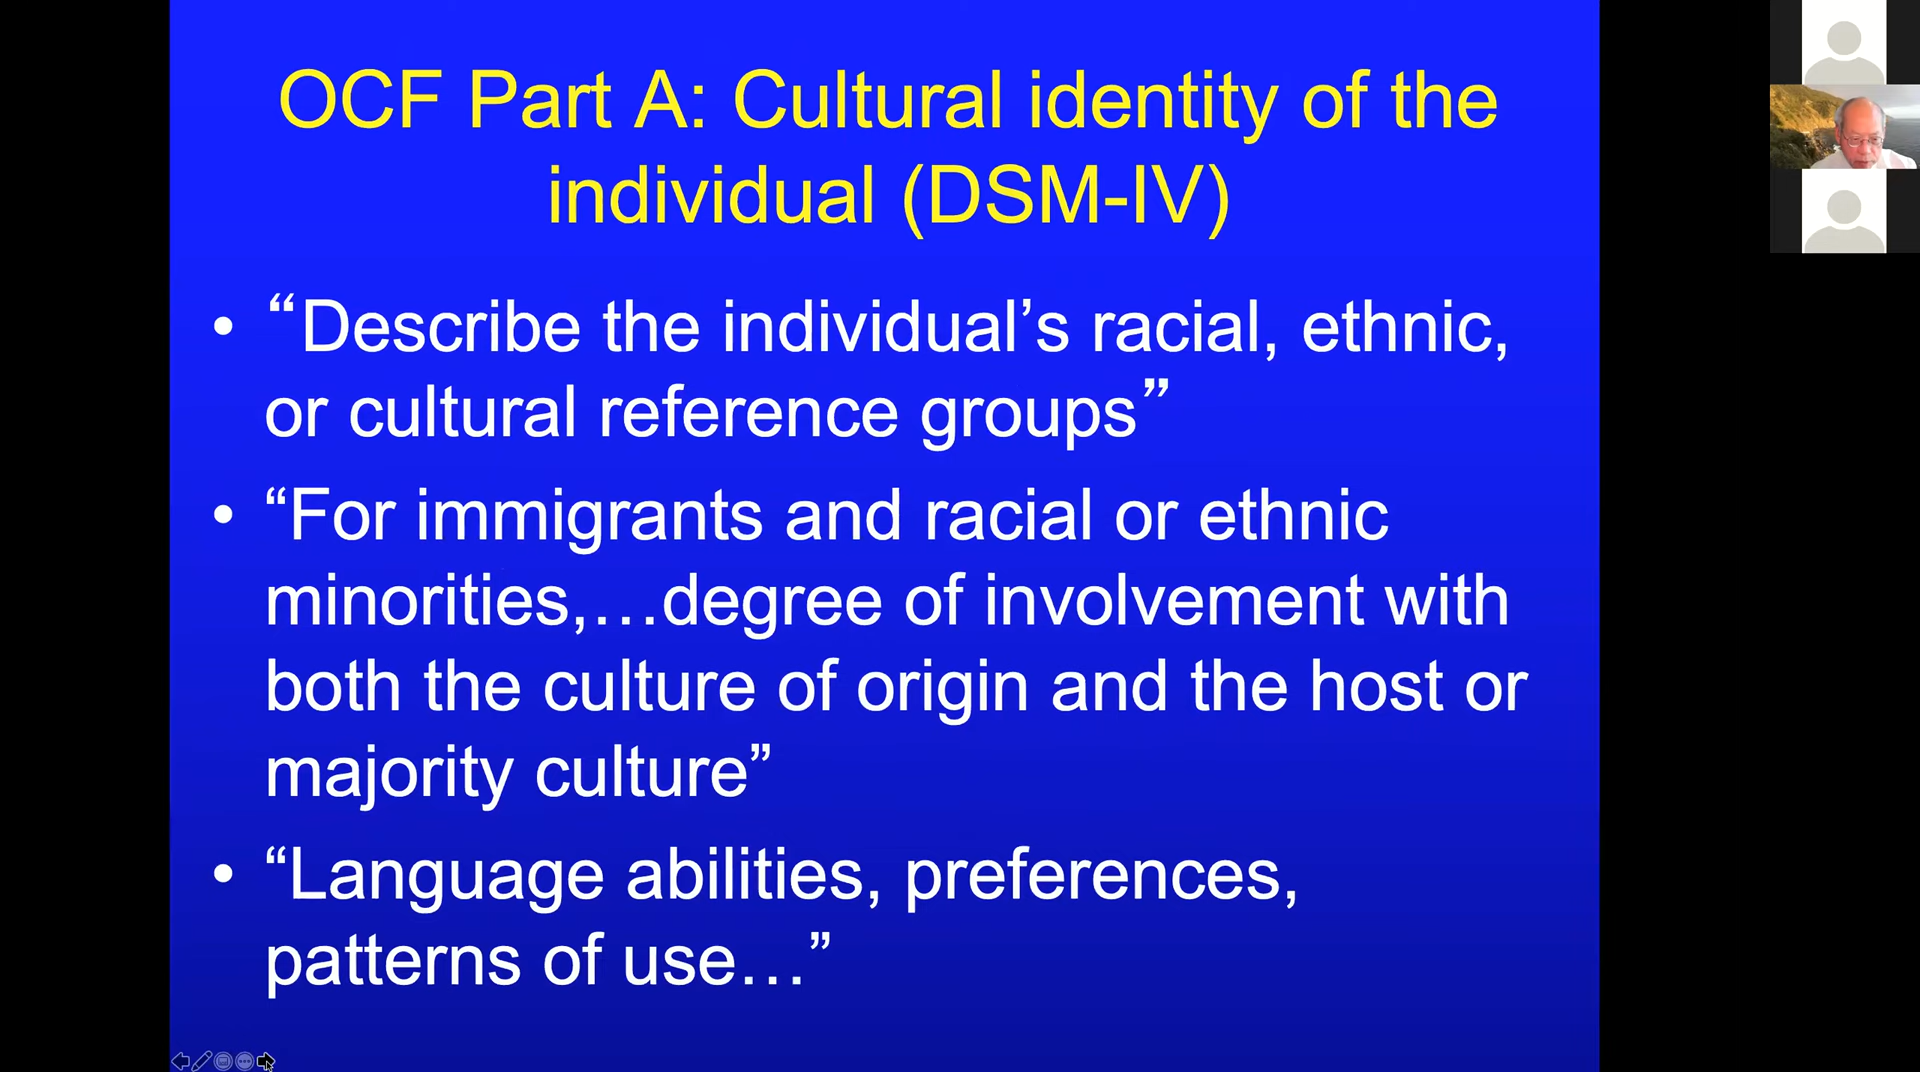 OCF Part A: Cultural identity of the
individual (DSM-IV)
• “Describe the individual’s racial, ethnic,
or cultural reference groups”
• “For immigrants and racial or ethnic
minorities,…degree of involvement with
both the culture of origin and the host or
majority culture”
• “Language abilities, preferences,
patterns of use…”